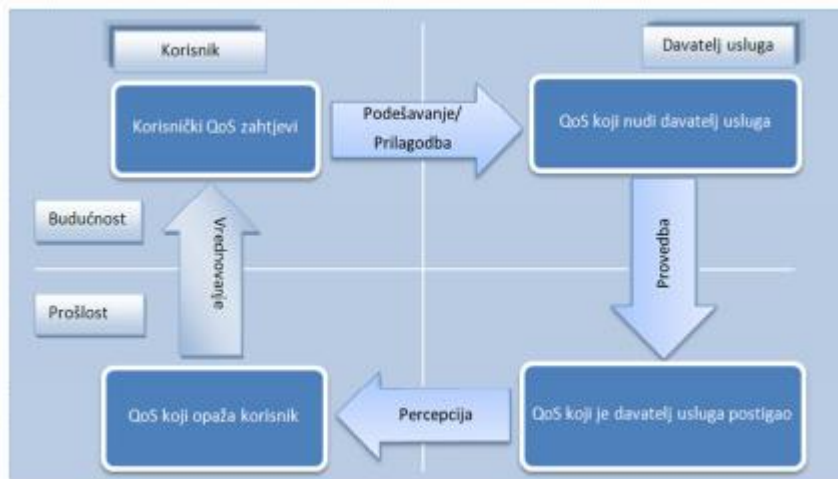 Korisnik
Davatelj usluga
Korisnički QoS zahtjevi
Podešavanje/
Prilagodba
QoS koji nudi davatelj usluga
Budućnost
Vrednovanje
Provedba
Prošlost
QoS koji opaža korisnik
Percepcija
QoS koji je davatelj usluga postigao